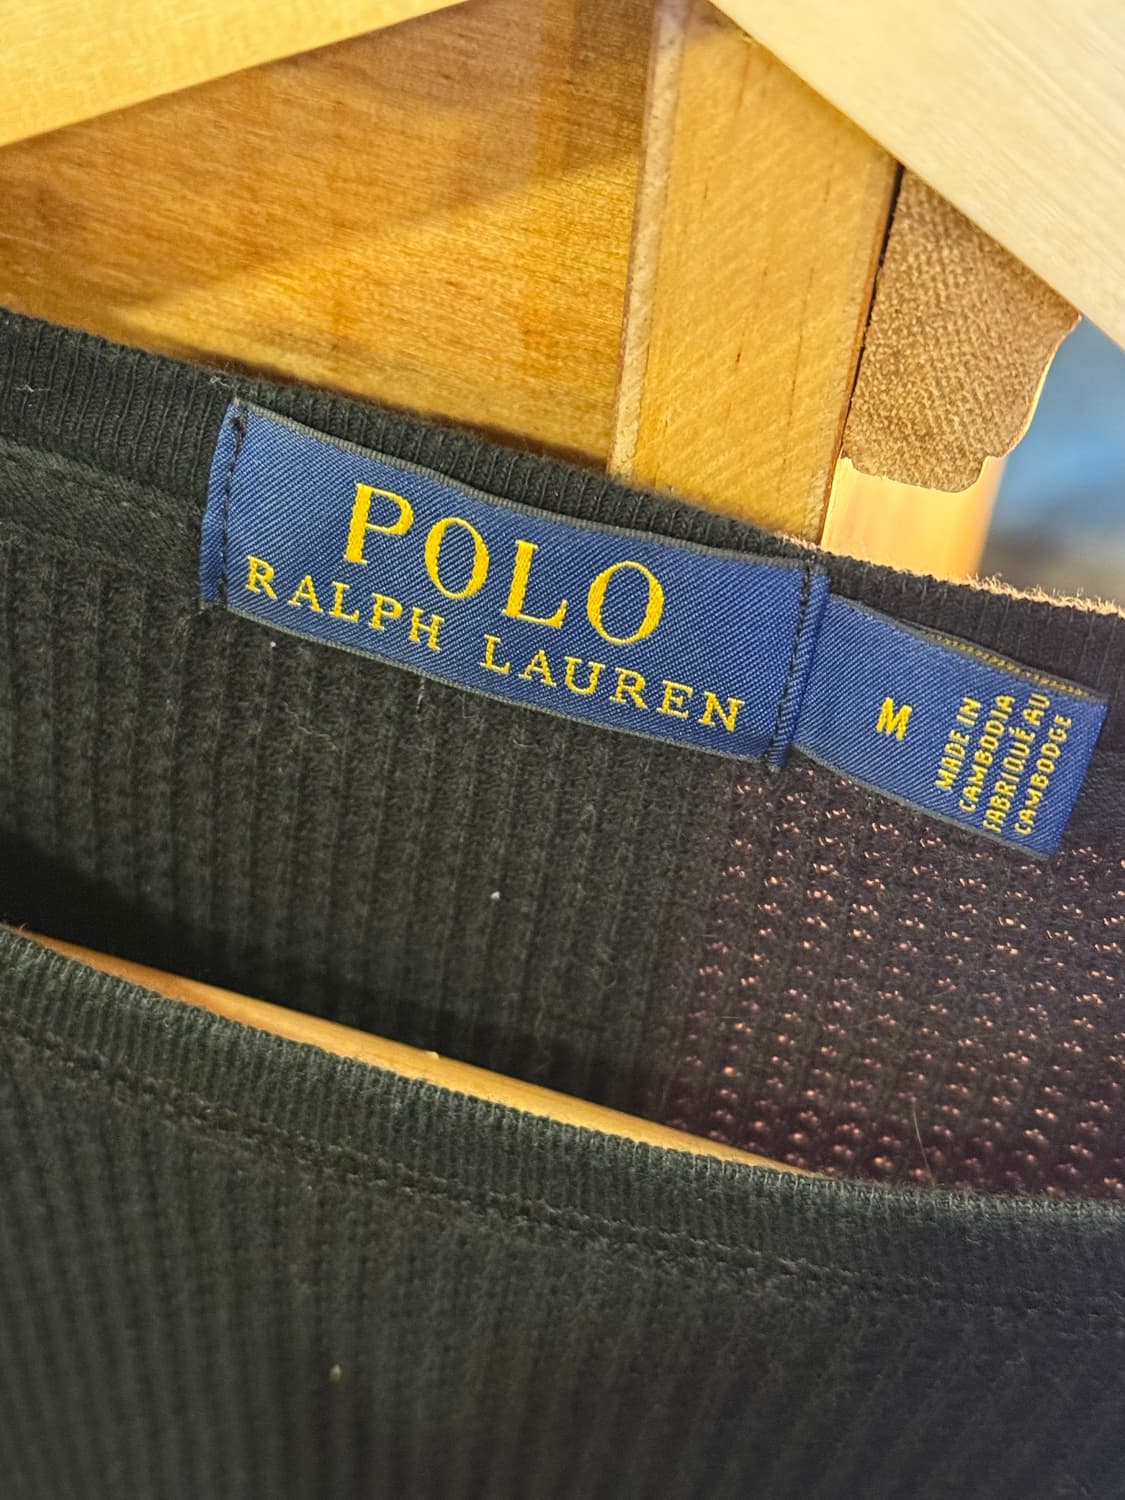 POLO
RALPH LAUREN
M
MADE IN
CAMBODIA
FABRIQUÉ AU
CAMBODGE